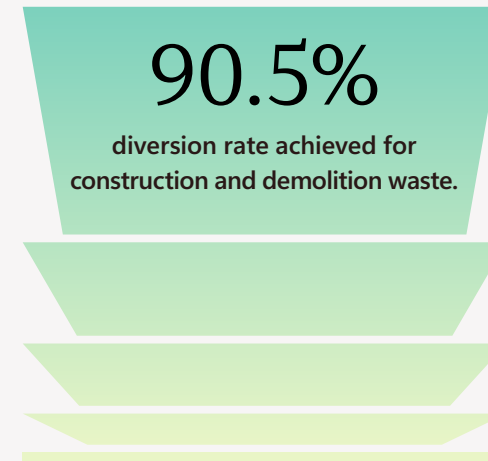 90.5%
diversion rate achieved for
construction and demolition waste.